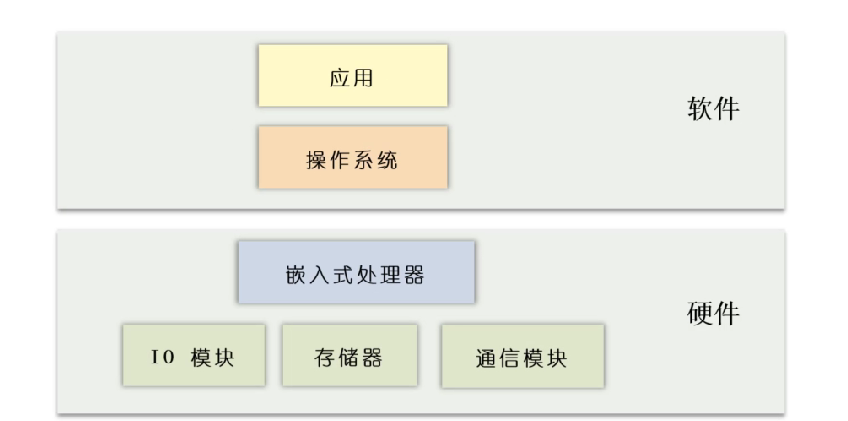 应用
软件
操作系统
嵌入式处理器
硬件
IO 模块
存储器
通信模块